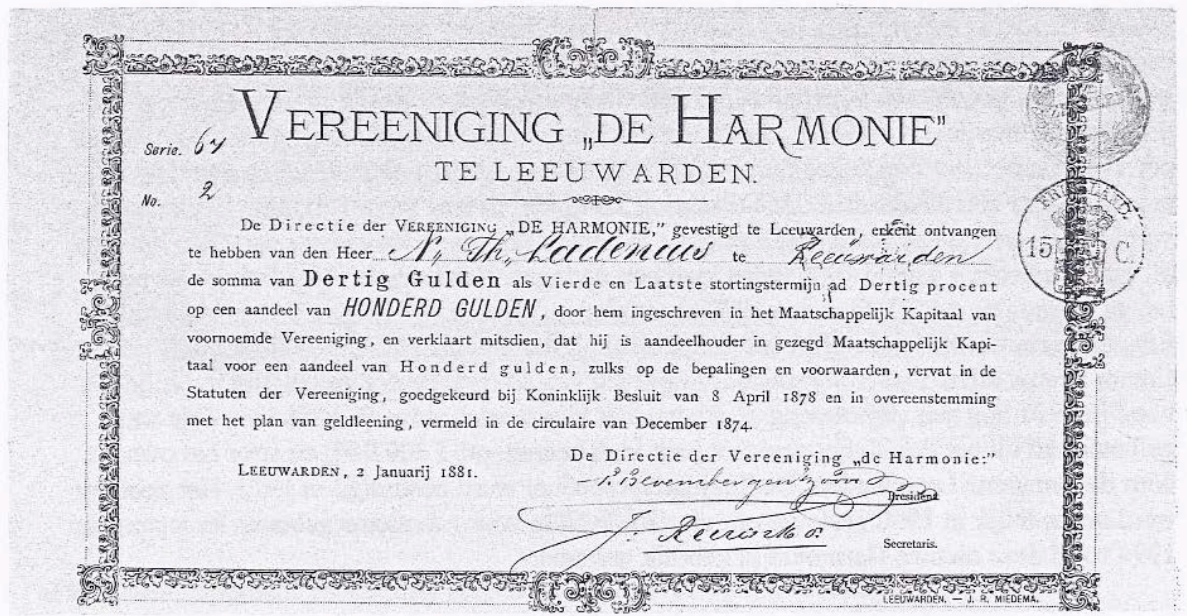 VEREENIGING „DE HARMONIE"
TE LEEUWARDEN.
Serie. 64
No. 2
De Directie der VEREENIGING „DE HARMONIE," gevestigd te Leeuwarden, erkent ontvangen
te hebben van den Heer N. Th. Ladenius te Leeuwarden
de somma van Dertig Gulden als Vierde en Laatste stortingstermijn ad Dertig procent
op een aandeel van HONDERD GULDEN, door hem ingeschreven in het Maatschappelijk Kapitaal van
voornoemde Vereeniging, en verklaart mitsdien, dat hij is aandeelhouder in gezegd Maatschappelijk Kapi-
taal voor een aandeel van Honderd gulden, zulks op de bepalingen en voorwaarden, vervat in de
Statuten der Vereeniging, goedgekeurd bij Koninklijk Besluit van 8 April 1878 en in overeenstemming
met het plan van geldleening, vermeld in de circulaire van December 1874.
LEEUWARDEN, 2 Januarij 1881.
De Directie der Vereeniging „de Harmonie:"
President.
Secretaris.
FRIESLAND.
15 C.
LEEUWARDEN. — J. R. MIEDEMA.